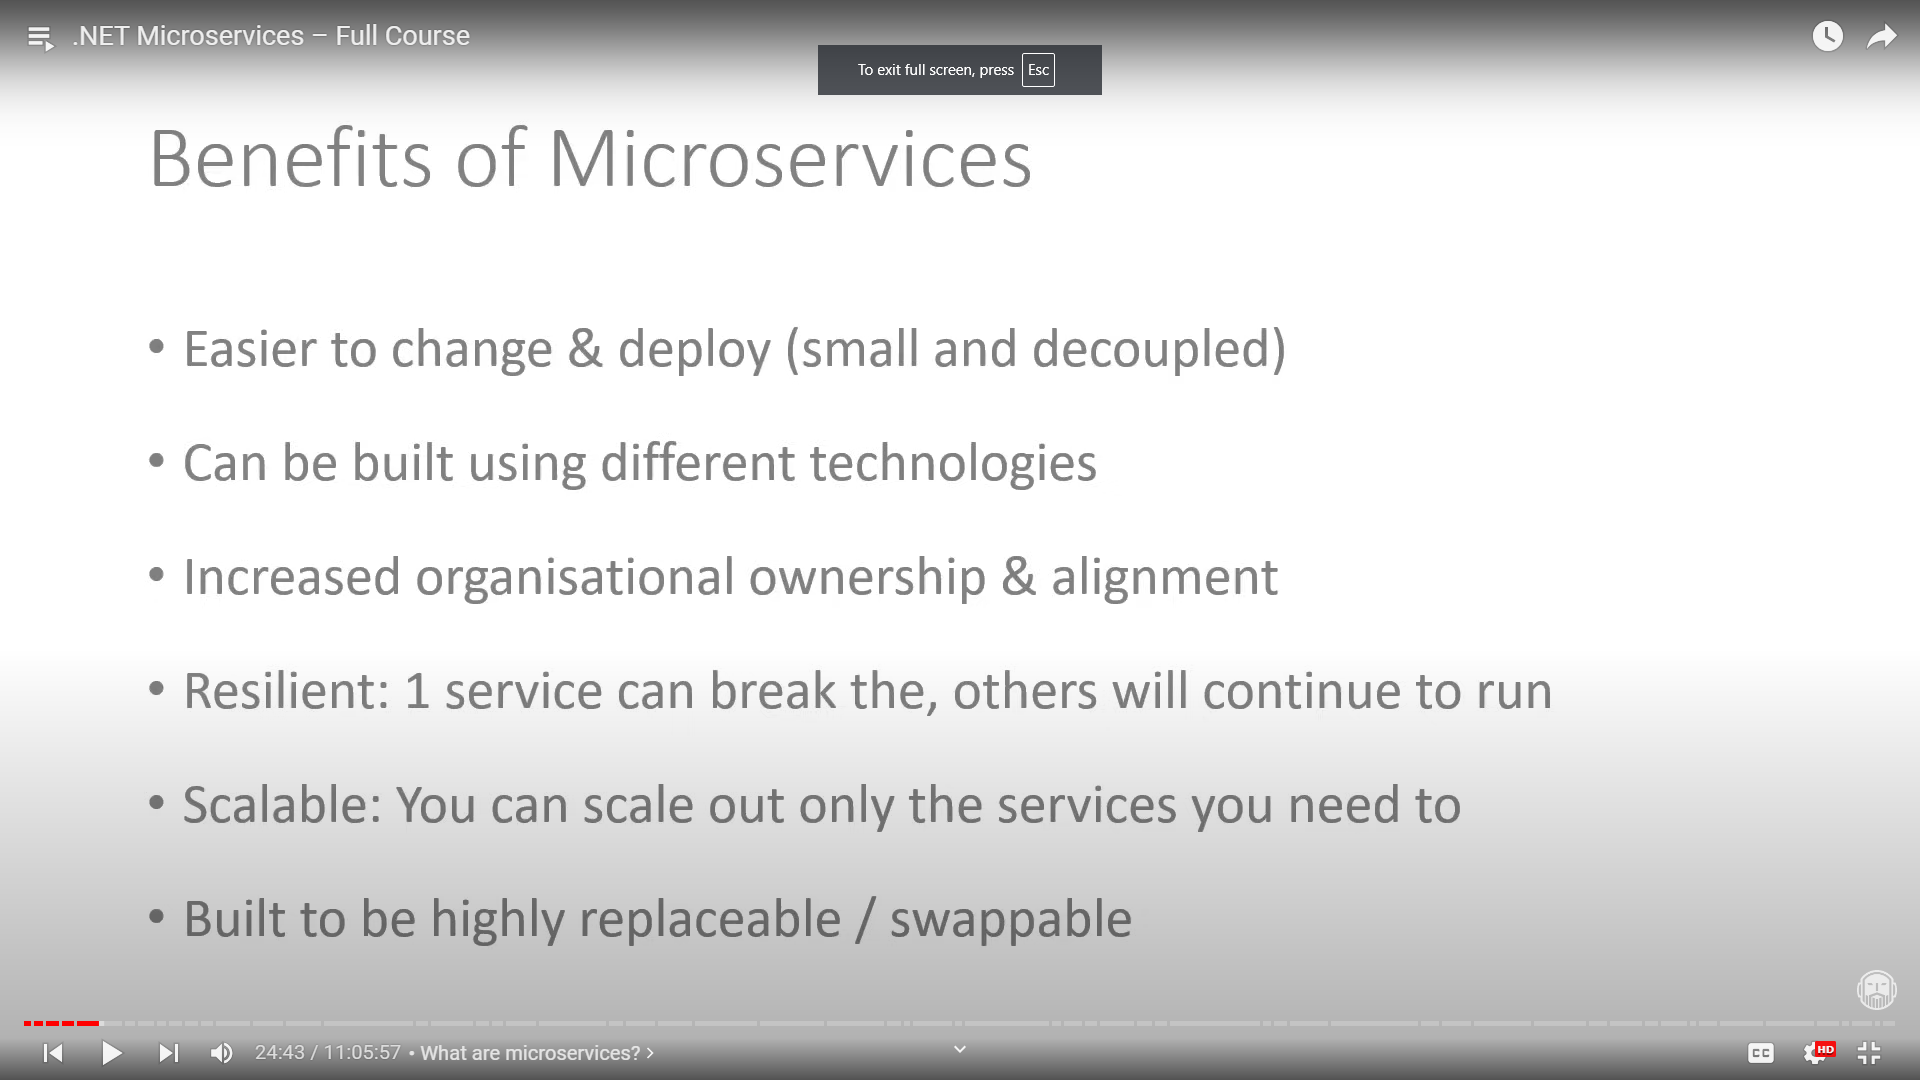 .NET Microservices – Full Course
To exit full screen, press Esc
Benefits of Microservices
• Easier to change & deploy (small and decoupled)
• Can be built using different technologies
• Increased organisational ownership & alignment
• Resilient: 1 service can break the, others will continue to run
• Scalable: You can scale out only the services you need to
• Built to be highly replaceable / swappable
24:43 / 11:05:57 • What are microservices? ›
CC HD